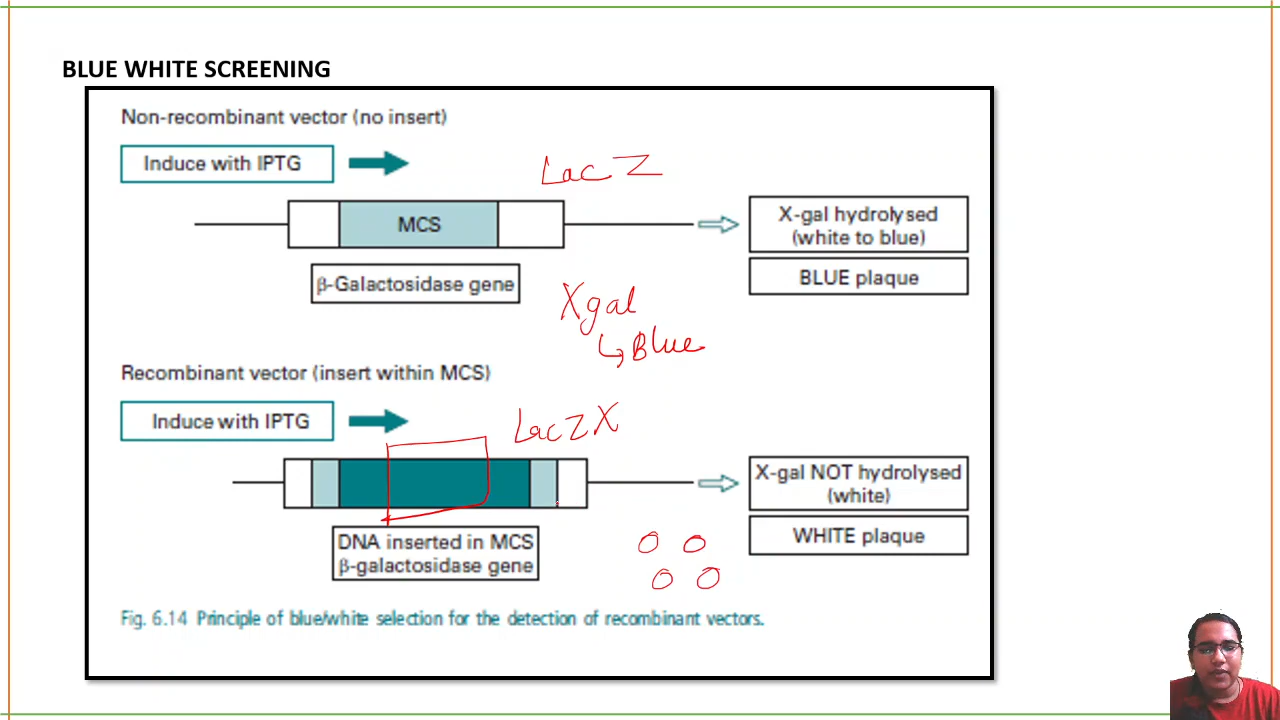 BLUE WHITE SCREENING
Non-recombinant vector (no insert)
Induce with IPTG
Lac Z
MCS
X-gal hydrolysed
(white to blue)
β-Galactosidase gene
BLUE plaque
Xgal
↳ Blue
Recombinant vector (insert within MCS)
Induce with IPTG
Lac Z X
X-gal NOT hydrolysed
(white)
DNA inserted in MCS
β-galactosidase gene
WHITE plaque
Fig. 6.14 Principle of blue/white selection for the detection of recombinant vectors.